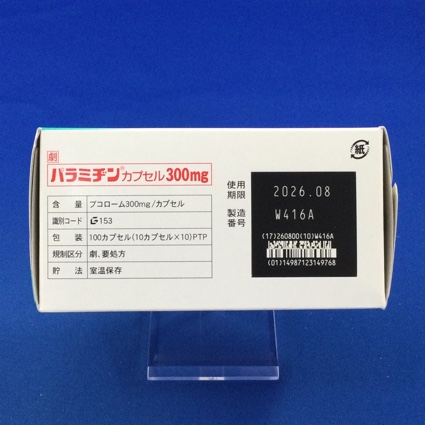 劇
パラミヂン®カプセル300mg
含量 ブコローム300mg/カプセル
識別コード G153
包装 100カプセル(10カプセル×10)PTP
規制区分 劇、要処方
貯法 室温保存
使用
期限
2026.08
製造
番号
W416A
(17)260800(10)W416A
(01)14987123149768
紙